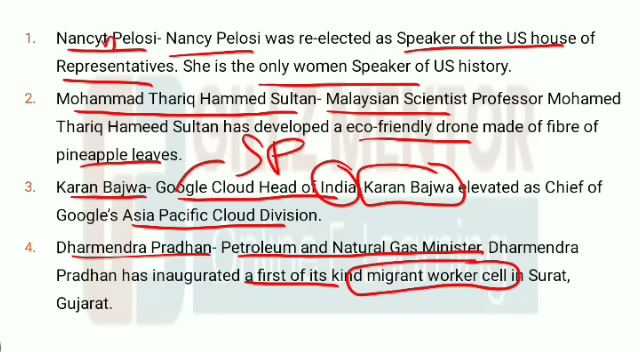 1. Nancy Pelosi- Nancy Pelosi was re-elected as Speaker of the US house of
Representatives. She is the only women Speaker of US history.
2. Mohammad Thariq Hammed Sultan- Malaysian Scientist Professor Mohamed
Thariq Hameed Sultan has developed a eco-friendly drone made of fibre of
pineapple leaves.
SP
3. Karan Bajwa- Google Cloud Head of India Karan Bajwa elevated as Chief of
Google's Asia Pacific Cloud Division.
4. Dharmendra Pradhan- Petroleum and Natural Gas Minister Dharmendra
Pradhan has inaugurated a first of its kind migrant worker cell in Surat,
Gujarat.